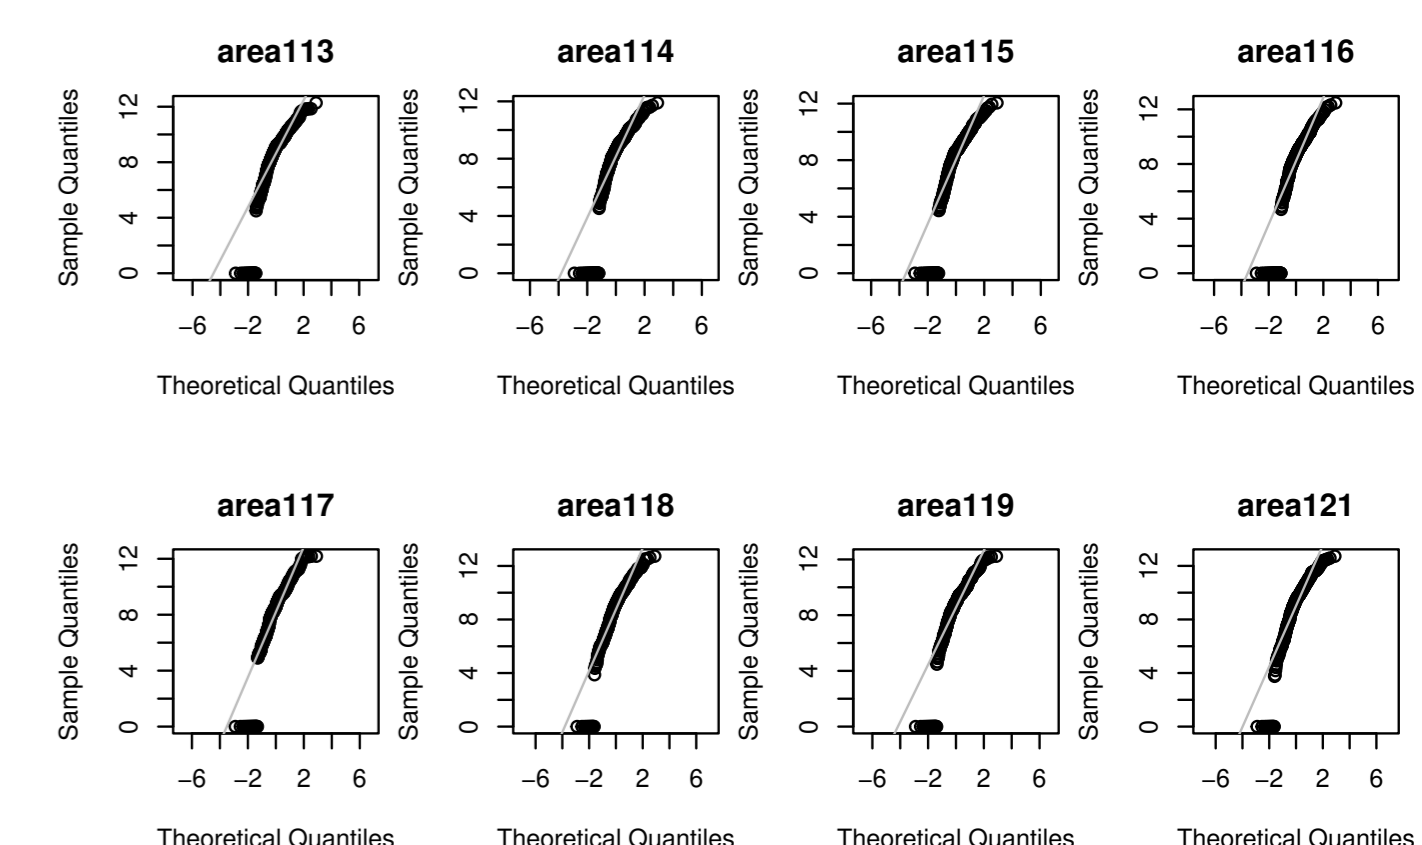 area113 area114 area115 area116
Sample Quantiles Sample Quantiles Sample Quantiles Sample Quantiles
12 12 12 12
8 8 8 8
4 4 4 4
0 0 0 0
−6 −2 2 6 −6 −2 2 6 −6 −2 2 6 −6 −2 2 6
Theoretical Quantiles Theoretical Quantiles Theoretical Quantiles Theoretical Quantiles
area117 area118 area119 area121
Sample Quantiles Sample Quantiles Sample Quantiles Sample Quantiles
12 12 12 12
8 8 8 8
4 4 4 4
0 0 0 0
−6 −2 2 6 −6 −2 2 6 −6 −2 2 6 −6 −2 2 6
Theoretical Quantiles Theoretical Quantiles Theoretical Quantiles Theoretical Quantiles